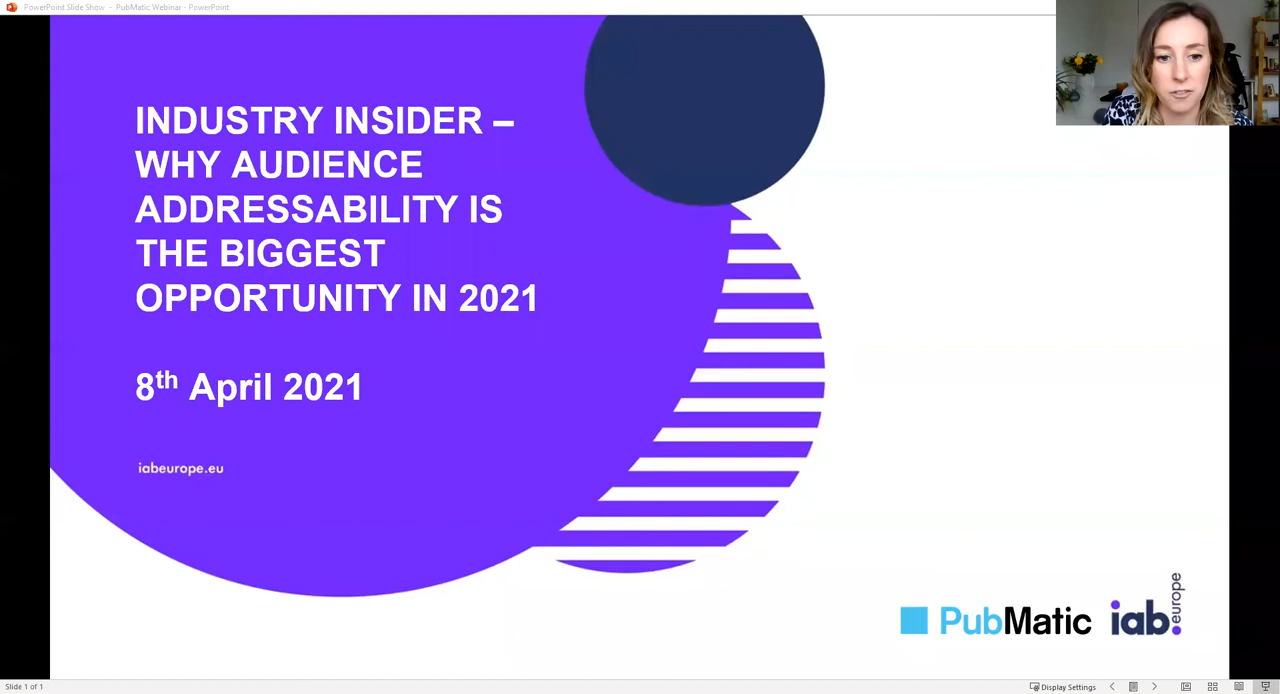 PowerPoint Slide Show - PubMatic Webinar - PowerPoint
INDUSTRY INSIDER –
WHY AUDIENCE
ADDRESSABILITY IS
THE BIGGEST
OPPORTUNITY IN 2021
8th April 2021
iabeurope.eu
PubMatic
iab europe
Slide 1 of 1
Display Settings